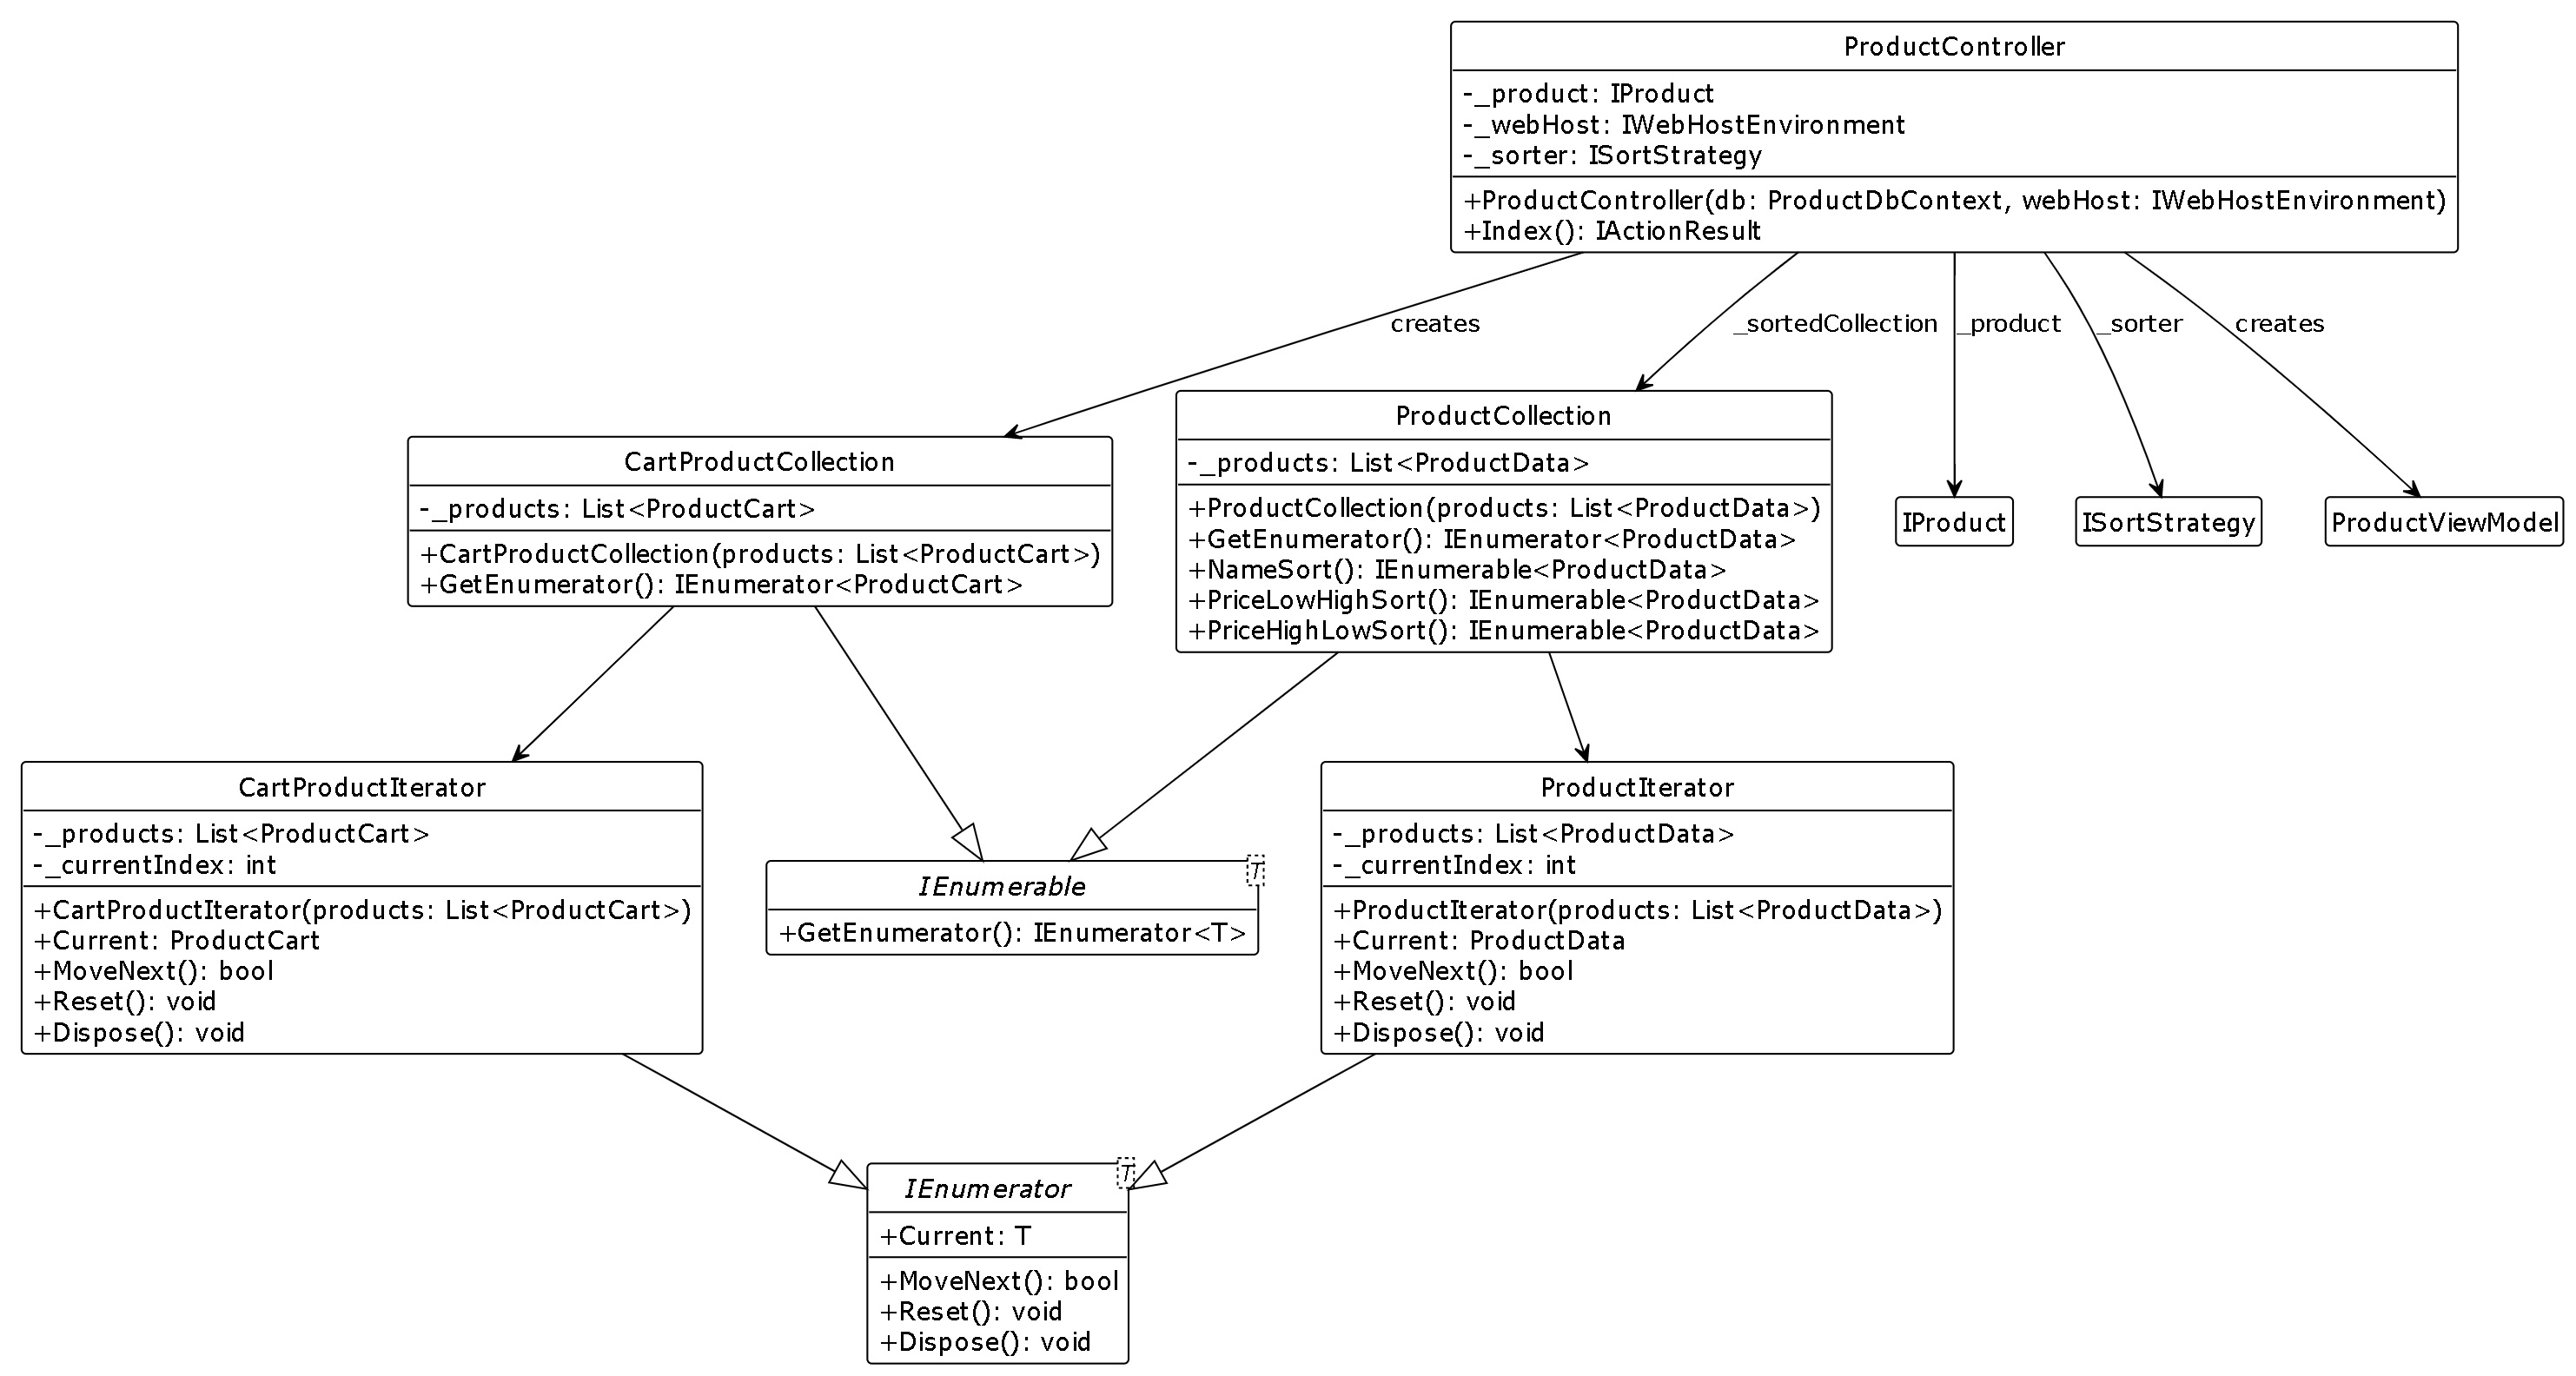 ProductController
-_product: IProduct
-_webHost: IWebHostEnvironment
-_sorter: ISortStrategy
+ProductController(db: ProductDbContext, webHost: IWebHostEnvironment)
+Index(): IActionResult
creates
_sortedCollection
_product
_sorter
creates
CartProductCollection
-_products: List<ProductCart>
+CartProductCollection(products: List<ProductCart>)
+GetEnumerator(): IEnumerator<ProductCart>
ProductCollection
-_products: List<ProductData>
+ProductCollection(products: List<ProductData>)
+GetEnumerator(): IEnumerator<ProductData>
+NameSort(): IEnumerable<ProductData>
+PriceLowHighSort(): IEnumerable<ProductData>
+PriceHighLowSort(): IEnumerable<ProductData>
IProduct
ISortStrategy
ProductViewModel
CartProductIterator
-_products: List<ProductCart>
-_currentIndex: int
+CartProductIterator(products: List<ProductCart>)
+Current: ProductCart
+MoveNext(): bool
+Reset(): void
+Dispose(): void
IEnumerable
T
+GetEnumerator(): IEnumerator<T>
ProductIterator
-_products: List<ProductData>
-_currentIndex: int
+ProductIterator(products: List<ProductData>)
+Current: ProductData
+MoveNext(): bool
+Reset(): void
+Dispose(): void
IEnumerator
T
+Current: T
+MoveNext(): bool
+Reset(): void
+Dispose(): void